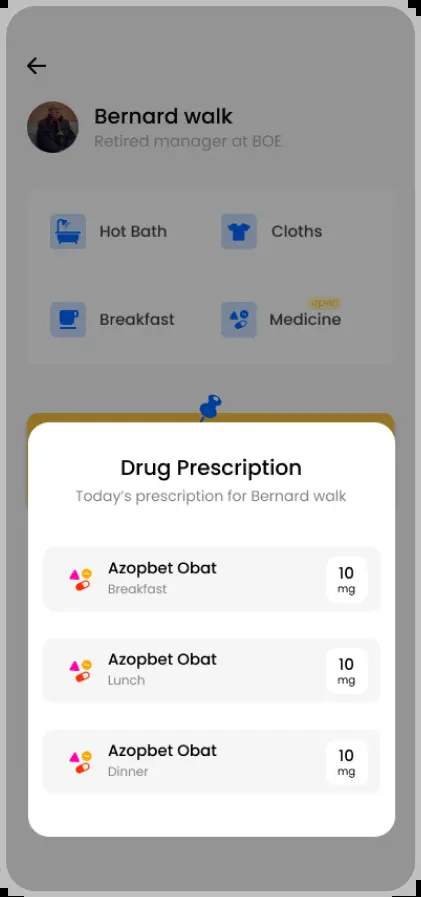 Bernard walk
Retired manager at BOE
Hot Bath
Cloths
open
Breakfast
Medicine
Drug Prescription
Today's prescription for Bernard walk
Azopbet Obat
Breakfast
10
mg
Azopbet Obat
Lunch
10
mg
Azopbet Obat
Dinner
10
mg